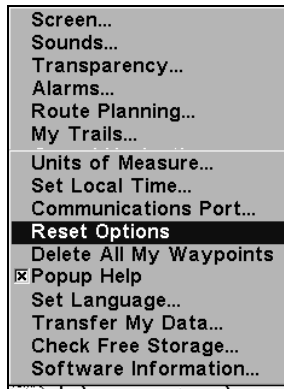 Screen...
Sounds...
Transparency...
Alarms...
Route Planning...
My Trails...
Units of Measure...
Set Local Time...
Communications Port...
Reset Options
Delete All My Waypoints
Popup Help
Set Language...
Transfer My Data...
Check Free Storage...
Software Information...